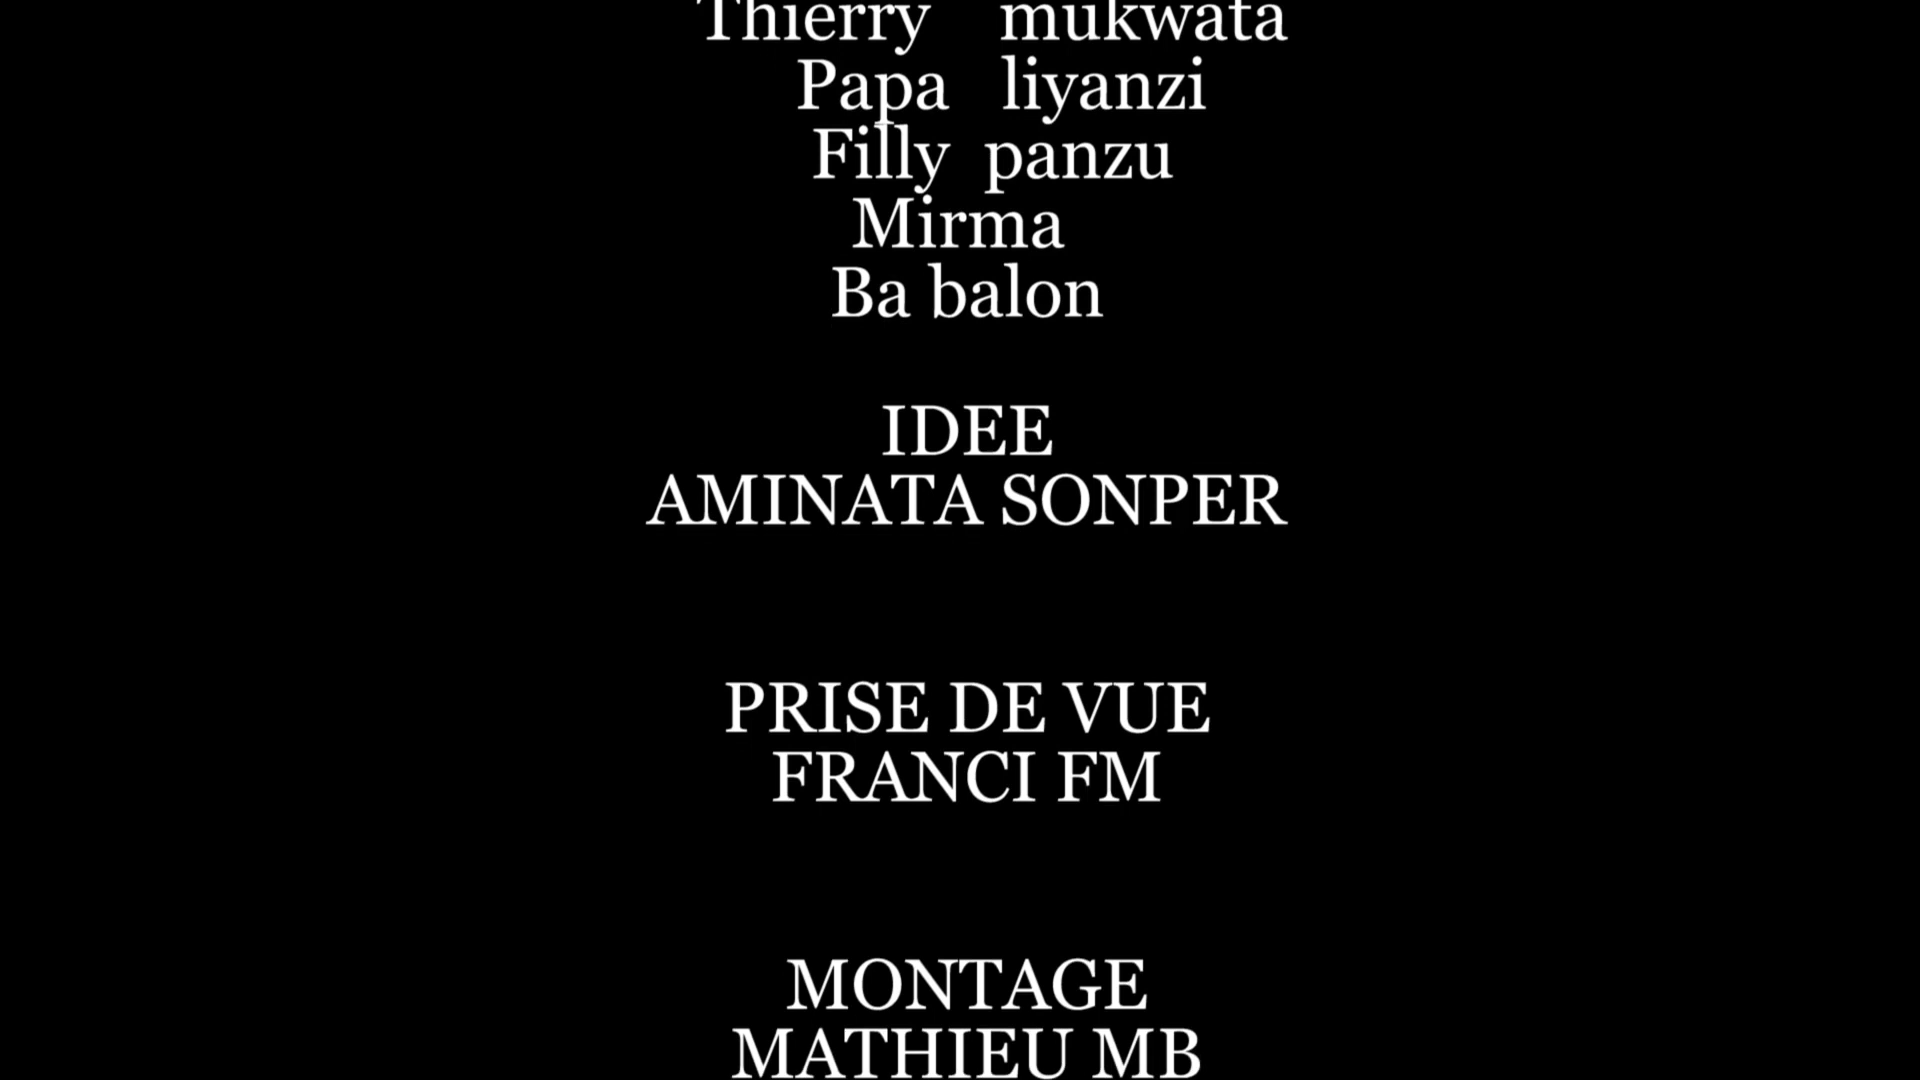 Thierry mukwata
Papa liyanzi
Filly panzu
Mirma
Ba balon
IDEE
AMINATA SONPER
PRISE DE VUE
FRANCI FM
MONTAGE
MATHIEU MB